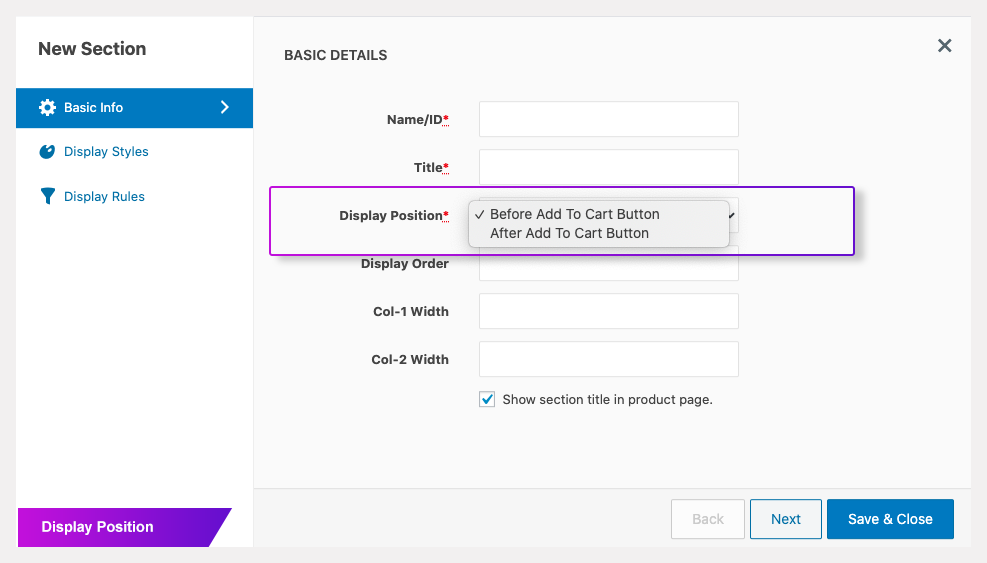 New Section
Basic Info
Display Styles
Display Rules
Display Position
BASIC DETAILS
Name/ID*
Title*
Display Position*
Before Add To Cart Button
After Add To Cart Button
Display Order
Col-1 Width
Col-2 Width
Show section title in product page.
Back
Next
Save & Close